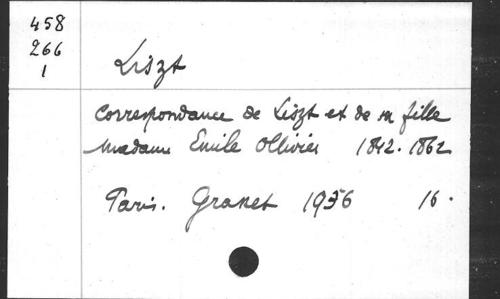 458
266
1
Liszt
Correspondance de Liszt et de sa fille
Madame Emile Ollivier 1842-1862
Paris. Grasset 1936 16.